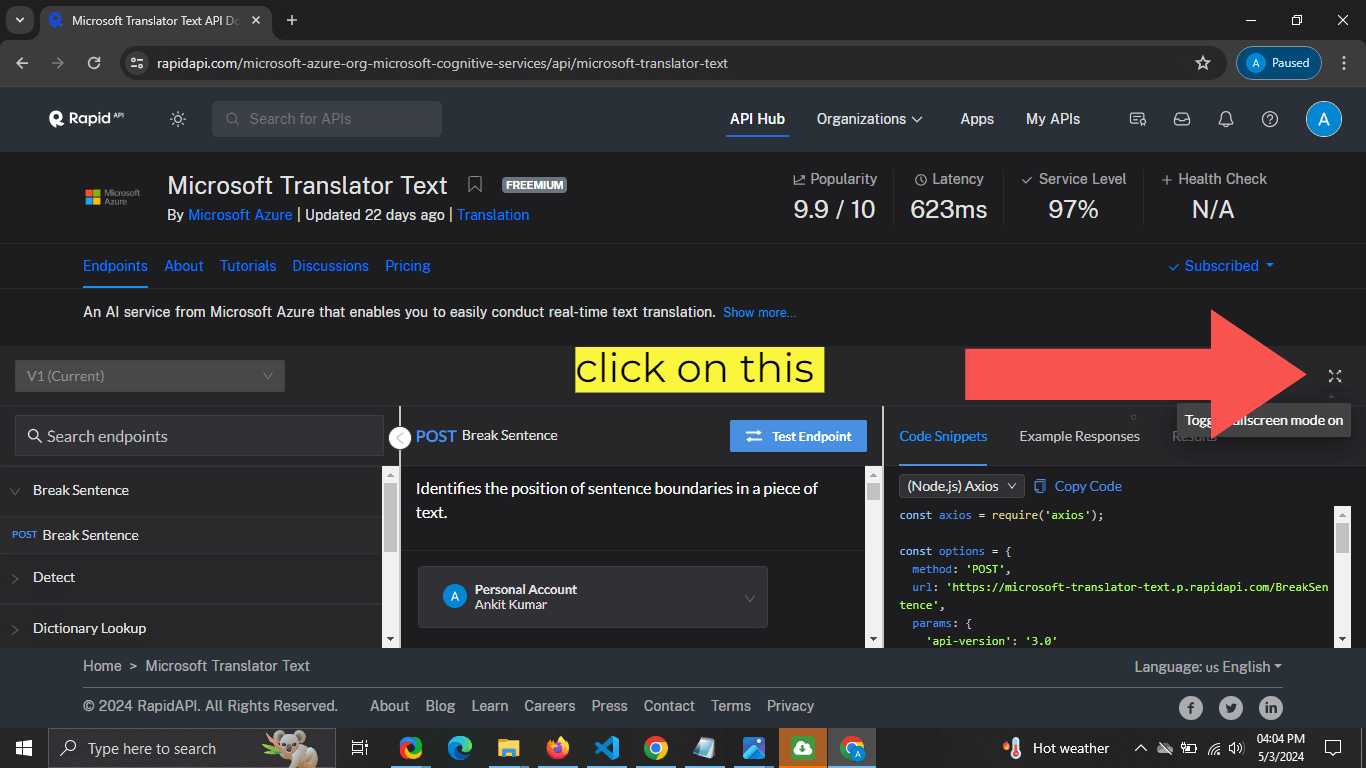 Microsoft Translator Text API Do
rapidapi.com/microsoft-azure-org-microsoft-cognitive-services/api/microsoft-translator-text
A Paused
Rapid API
Search for APIs
API Hub
Organizations
Apps
My APIs
A
Microsoft Azure
Microsoft Translator Text
FREEMIUM
By Microsoft Azure | Updated 22 days ago | Translation
Popularity
9.9 / 10
Latency
623ms
Service Level
97%
Health Check
N/A
Endpoints
About
Tutorials
Discussions
Pricing
Subscribed
An AI service from Microsoft Azure that enables you to easily conduct real-time text translation. Show more...
V1 (Current)
click on this
Search endpoints
POST Break Sentence
Test Endpoint
Code Snippets
Example Responses
Results
Toggle fullscreen mode on
Break Sentence
POST Break Sentence
Detect
Dictionary Lookup
Identifies the position of sentence boundaries in a piece of
text.
A
Personal Account
Ankit Kumar
(Node.js) Axios
Copy Code
const axios = require('axios');
const options = {
method: 'POST',
url: 'https://microsoft-translator-text.p.rapidapi.com/BreakSen
tence',
params: {
'api-version': '3.0'
Home > Microsoft Translator Text
Language: us English
© 2024 RapidAPI. All Rights Reserved.
About
Blog
Learn
Careers
Press
Contact
Terms
Privacy
Type here to search
Hot weather
04:04 PM
5/3/2024